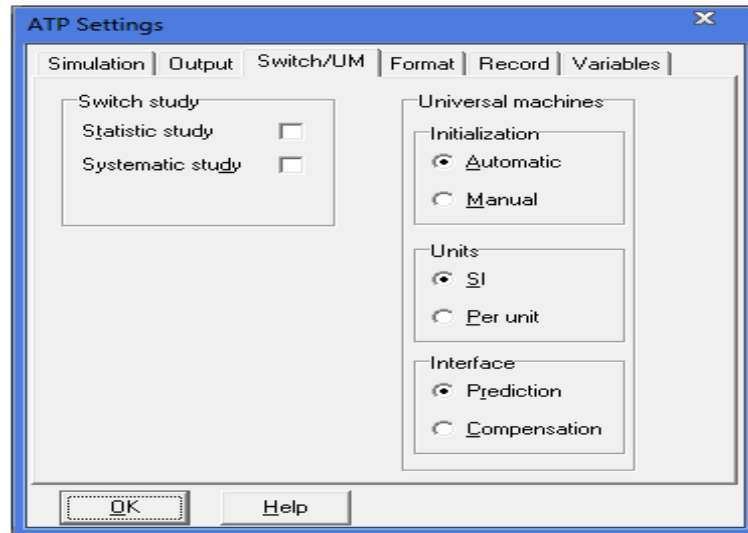 ATP Settings
Simulation Output Switch/UM Format Record Variables
Switch study
Statistic study
Systematic study
Universal machines
Initialization
Automatic
Manual
Units
SI
Per unit
Interface
Prediction
Compensation
OK Help